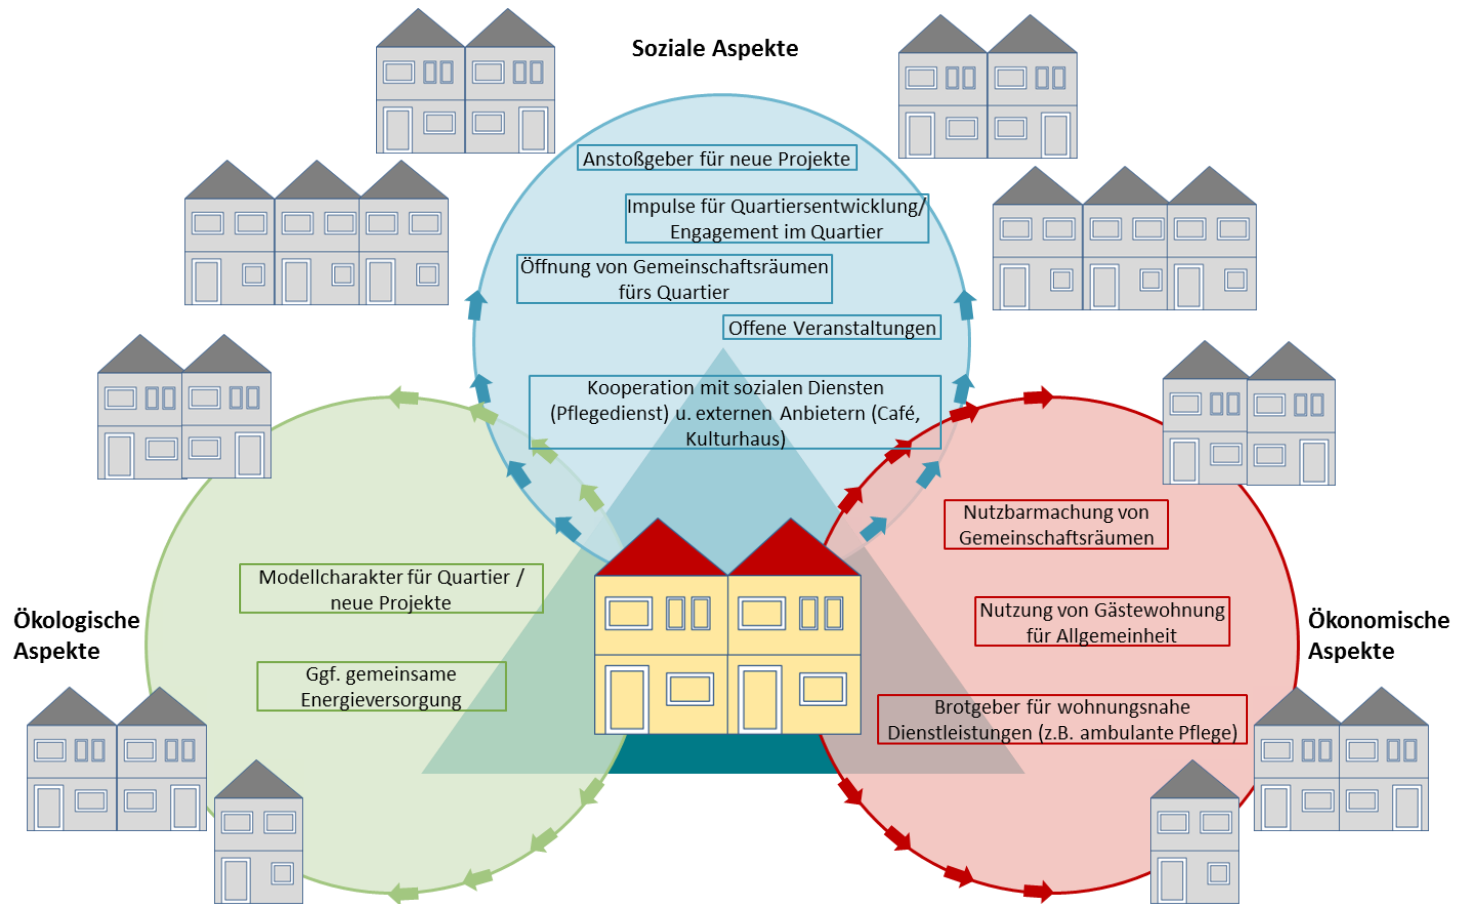 Soziale Aspekte
Anstoßgeber für neue Projekte
Impulse für Quartiersentwicklung/
Engagement im Quartier
Öffnung von Gemeinschaftsräumen
fürs Quartier
Offene Veranstaltungen
Kooperation mit sozialen Diensten
(Pflegedienst) u. externen Anbietern (Café,
Kulturhaus)
Ökologische
Aspekte
Modellcharakter für Quartier /
neue Projekte
Ggf. gemeinsame
Energieversorgung
Nutzbarmachung von
Gemeinschaftsräumen
Nutzung von Gästewohnung
für Allgemeinheit
Brotgeber für wohnungsnahe
Dienstleistungen (z.B. ambulante Pflege)
Ökonomische
Aspekte